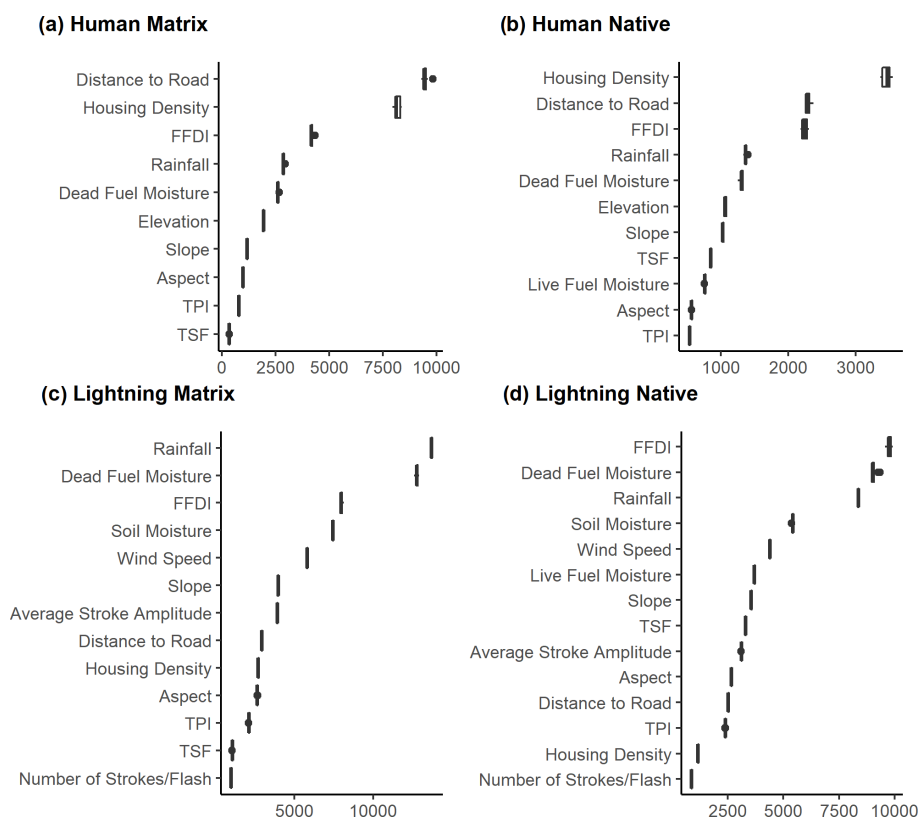 (a) Human Matrix
Distance to Road
Housing Density
FFDI
Rainfall
Dead Fuel Moisture
Elevation
Slope
Aspect
TPI
TSF
0 2500 5000 7500 10000
(b) Human Native
Housing Density
Distance to Road
FFDI
Rainfall
Dead Fuel Moisture
Elevation
Slope
TSF
Live Fuel Moisture
Aspect
TPI
1000 2000 3000
(c) Lightning Matrix
Rainfall
Dead Fuel Moisture
FFDI
Soil Moisture
Wind Speed
Slope
Average Stroke Amplitude
Distance to Road
Housing Density
Aspect
TPI
TSF
Number of Strokes/Flash
5000 10000
(d) Lightning Native
FFDI
Dead Fuel Moisture
Rainfall
Soil Moisture
Wind Speed
Live Fuel Moisture
Slope
TSF
Average Stroke Amplitude
Aspect
Distance to Road
TPI
Housing Density
Number of Strokes/Flash
2500 5000 7500 10000